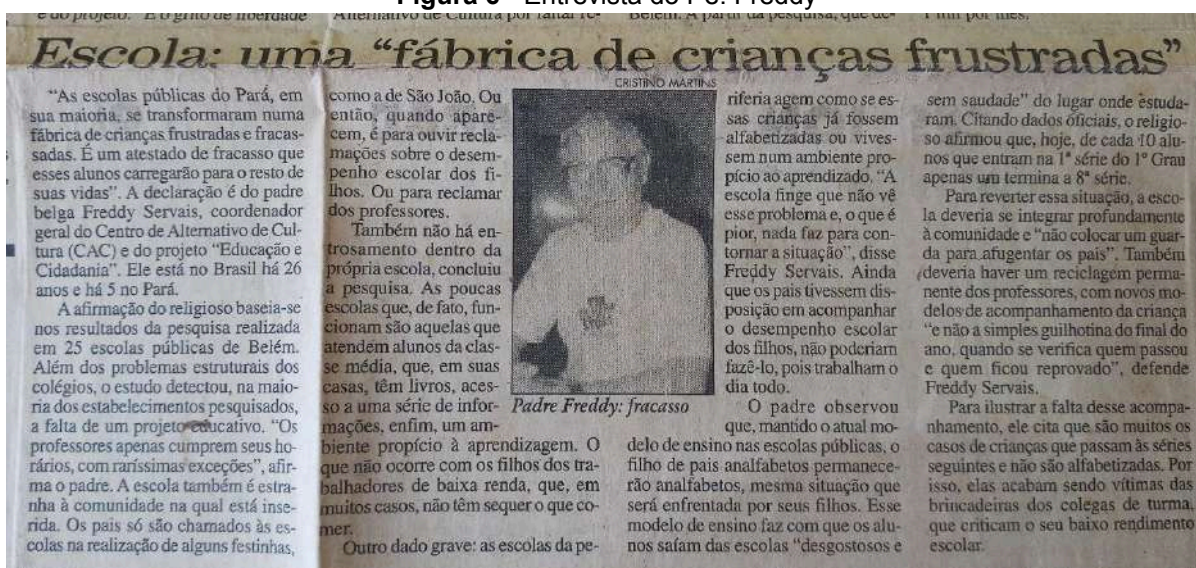 Figura 3 - Entrevista do Pe. Freddy
e do projeto. "É o grito de liberdade
Alternativo de Cultura por faltar re-
Belém. A partir da pesquisa, que de-
1 mil por mês.
Escola: uma “fábrica de crianças frustradas”
“As escolas públicas do Pará, em
sua maioria, se transformaram numa
fábrica de crianças frustradas e fracas-
sadas. É um atestado de fracasso que
esses alunos carregarão para o resto de
suas vidas”. A declaração é do padre
belga Freddy Servais, coordenador
geral do Centro de Alternativo de Cul-
tura (CAC) e do projeto “Educação e
Cidadania”. Ele está no Brasil há 26
anos e há 5 no Pará.
A afirmação do religioso baseia-se
nos resultados da pesquisa realizada
em 25 escolas públicas de Belém.
Além dos problemas estruturais dos
colégios, o estudo detectou, na maio-
ria dos estabelecimentos pesquisados,
a falta de um projeto educativo. “Os
professores apenas cumprem seus ho-
rários, com raríssimas exceções”, afir-
ma o padre. A escola também é estra-
nha à comunidade na qual está inse-
rida. Os pais só são chamados às es-
colas na realização de alguns festinhas,
como a de São João. Ou
então, quando apare-
cem, é para ouvir recla-
mações sobre o desem-
penho escolar dos fi-
lhos. Ou para reclamar
dos professores.
Também não há en-
trosamento dentro da
própria escola, concluiu
a pesquisa. As poucas
escolas que, de fato, fun-
cionam são aquelas que
atendem alunos da clas-
se média, que, em suas
casas, têm livros, aces-
so a uma série de infor-
mações, enfim, um am-
biente propício à aprendizagem. O
que não ocorre com os filhos dos tra-
balhadores de baixa renda, que, em
muitos casos, não têm sequer o que co-
mer.
Outro dado grave: as escolas da pe-
CRISTINO MARTINS
Padre Freddy: fracasso
riferia agem como se es-
sas crianças já fossem
alfabetizadas ou vives-
sem num ambiente pro-
pício ao aprendizado. “A
escola finge que não vê
esse problema e, o que é
pior, nada faz para con-
tornar a situação”, disse
Freddy Servais. Ainda
que os pais tivessem dis-
posição em acompanhar
o desempenho escolar
dos filhos, não poderiam
fazê-lo, pois trabalham o
dia todo.
O padre observou
que, mantido o atual mo-
delo de ensino nas escolas públicas, o
filho de pais analfabetos permanece-
rão analfabetos, mesma situação que
será enfrentada por seus filhos. Esse
modelo de ensino faz com que os alu-
nos saíam das escolas “desgostosos e
sem saudade” do lugar onde estuda-
ram. Citando dados oficiais, o religio-
so afirmou que, hoje, de cada 10 alu-
nos que entram na 1ª série do 1º Grau
apenas um termina a 8ª série.
Para reverter essa situação, a esco-
la deveria se integrar profundamente
à comunidade e “não colocar um guar-
da para afugentar os pais”. Também
deveria haver um reciclagem perma-
nente dos professores, com novos mo-
delos de acompanhamento da criança
“e não a simples guilhotina do final do
ano, quando se verifica quem passou
e quem ficou reprovado”, defende
Freddy Servais.
Para ilustrar a falta desse acompa-
nhamento, ele cita que são muitos os
casos de crianças que passam às séries
seguintes e não são alfabetizadas. Por
isso, elas acabam sendo vítimas das
brincadeiras dos colegas de turma,
que criticam o seu baixo rendimento
escolar.